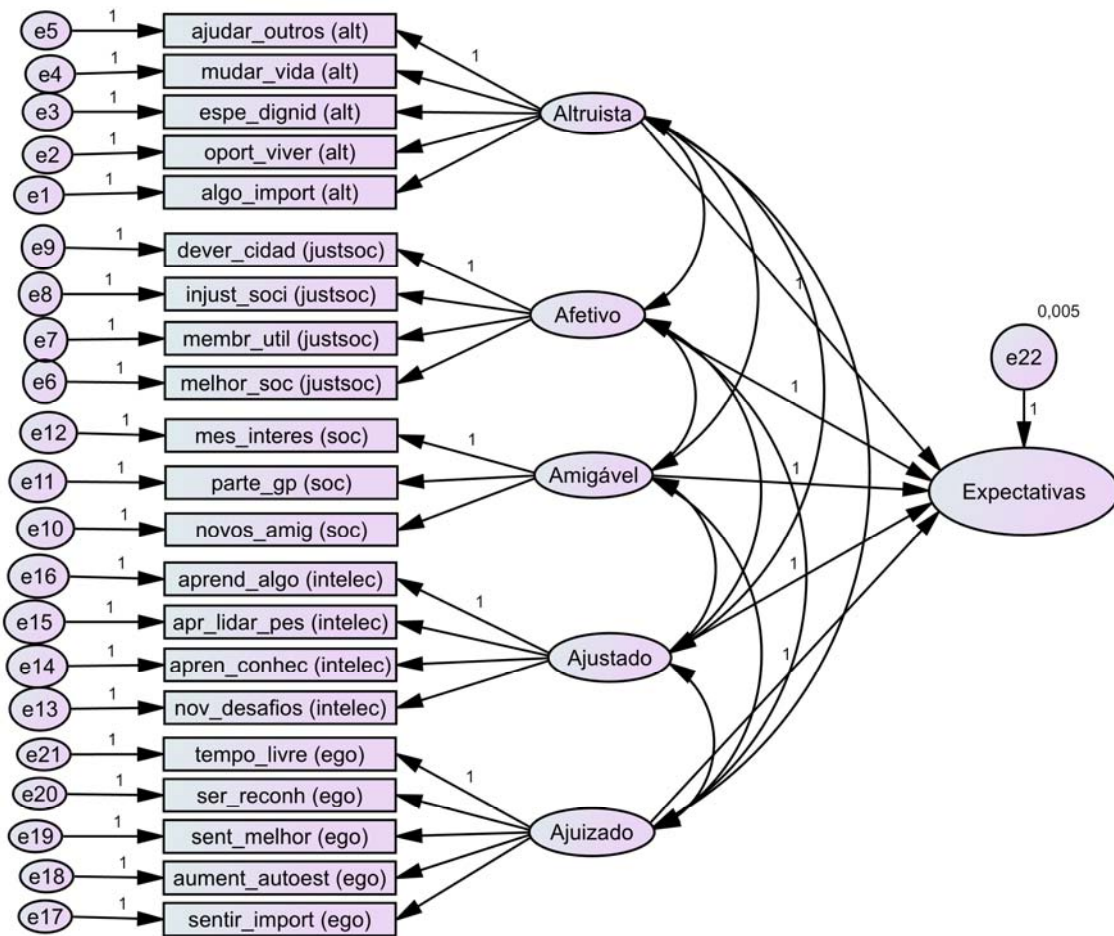 e5 1 ajudar_outros (alt)
e4 1 mudar_vida (alt)
e3 1 espe_dignid (alt)
e2 1 oport_viver (alt)
e1 1 algo_import (alt)
1
Altruista
e9 1 dever_cidad (justsoc)
e8 1 injust_soci (justsoc)
e7 1 membr_util (justsoc)
e6 1 melhor_soc (justsoc)
1
Afetivo
e12 1 mes_interes (soc)
e11 1 parte_gp (soc)
e10 1 novos_amig (soc)
1
Amigável
e16 1 aprend_algo (intelec)
e15 1 apr_lidar_pes (intelec)
e14 1 apren_conhec (intelec)
e13 1 nov_desafios (intelec)
1
Ajustado
e21 1 tempo_livre (ego)
e20 1 ser_reconh (ego)
e19 1 sent_melhor (ego)
e18 1 aument_autoest (ego)
e17 1 sentir_import (ego)
1
Ajuizado
1
1
1
1
1
0,005
e22
1
Expectativas